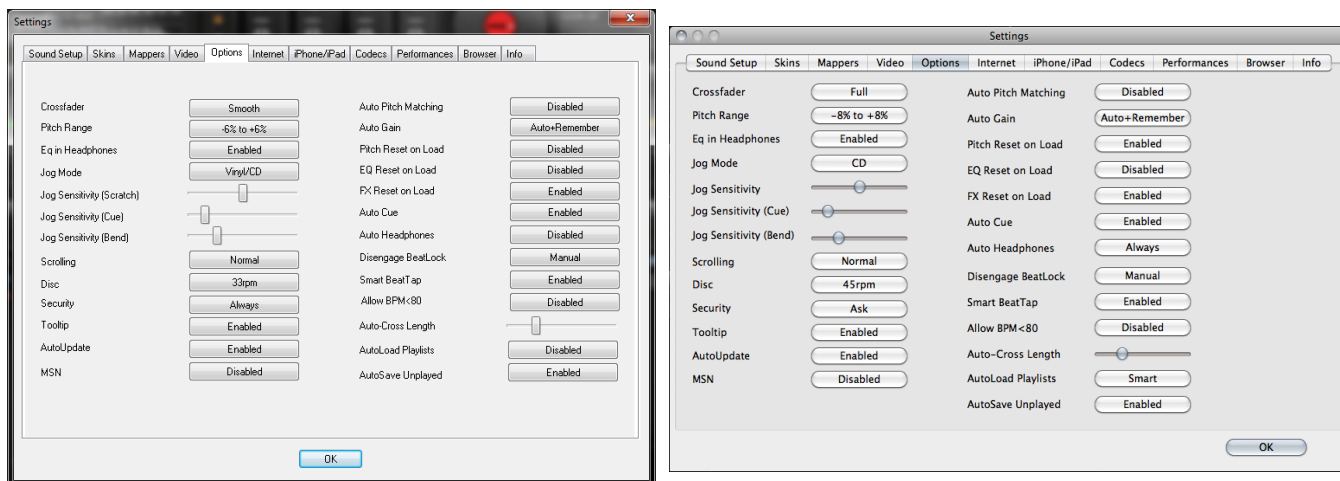 Settings
Sound Setup Skins Mappers Video Options Internet iPhone/iPad Codecs Performances Browser Info
Crossfader Smooth Auto Pitch Matching Disabled
Pitch Range -6% to +6% Auto Gain Auto+Remember
Eq in Headphones Enabled Pitch Reset on Load Disabled
Jog Mode Vinyl/CD EQ Reset on Load Disabled
Jog Sensitivity (Scratch) FX Reset on Load Enabled
Jog Sensitivity (Cue) Auto Cue Enabled
Jog Sensitivity (Bend) Auto Headphones Disabled
Scrolling Normal Disengage BeatLock Manual
Disc 33rpm Smart BeatTap Enabled
Security Always Allow BPM<80 Disabled
Tooltip Enabled Auto-Cross Length
AutoUpdate Enabled AutoLoad Playlists Disabled
MSN Disabled AutoSave Unplayed Enabled
OK
Settings
Sound Setup Skins Mappers Video Options Internet iPhone/iPad Codecs Performances Browser Info
Crossfader Full Auto Pitch Matching Disabled
Pitch Range -8% to +8% Auto Gain Auto+Remember
Eq in Headphones Enabled Pitch Reset on Load Enabled
Jog Mode CD EQ Reset on Load Disabled
Jog Sensitivity FX Reset on Load Enabled
Jog Sensitivity (Cue) Auto Cue Enabled
Jog Sensitivity (Bend) Auto Headphones Always
Scrolling Normal Disengage BeatLock Manual
Disc 45rpm Smart BeatTap Enabled
Security Ask Allow BPM<80 Disabled
Tooltip Enabled Auto-Cross Length
AutoUpdate Enabled AutoLoad Playlists Smart
MSN Disabled AutoSave Unplayed Enabled
OK